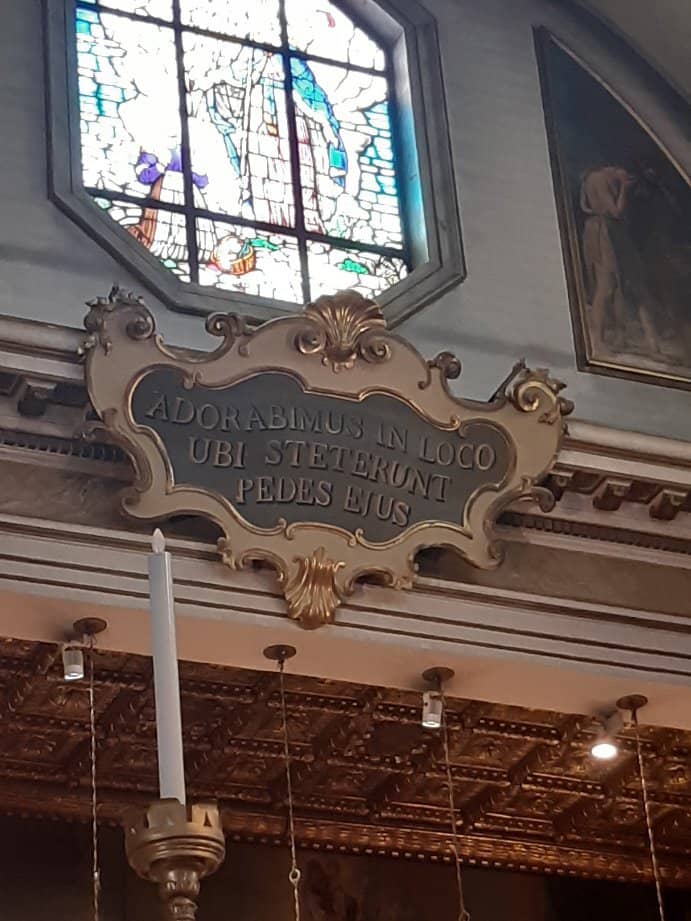 ADORABIMUS IN LOCO
UBI STETERUNT
PEDES EJUS